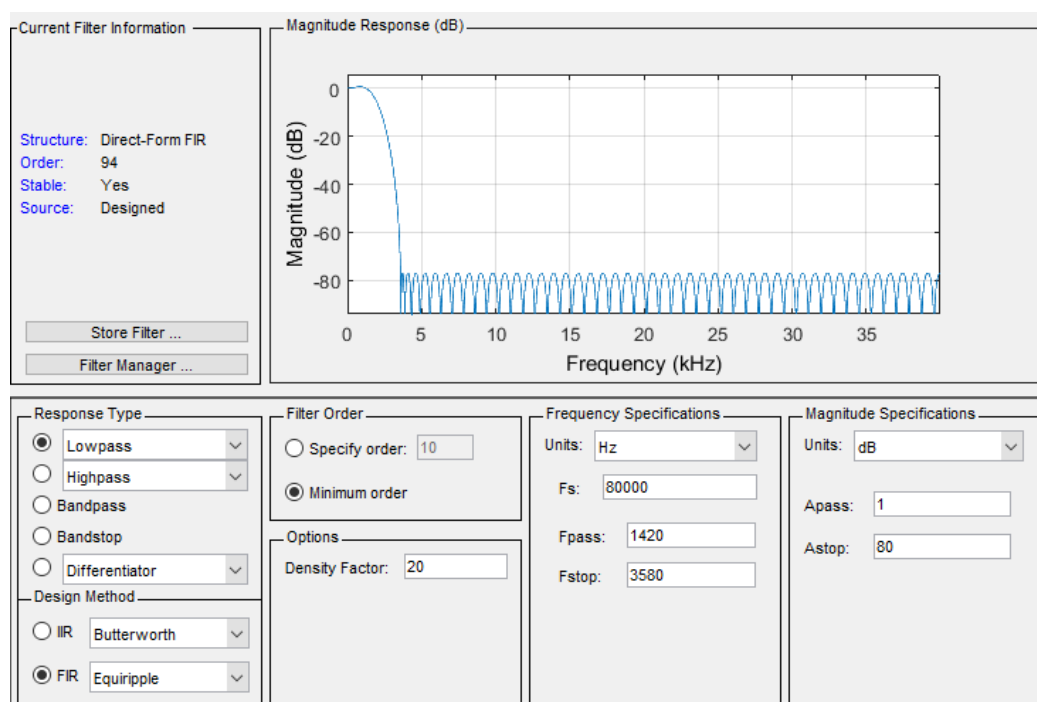 Current Filter Information
Structure: Direct-Form FIR
Order: 94
Stable: Yes
Source: Designed
Store Filter ...
Filter Manager ...
Magnitude Response (dB)
Magnitude (dB)
0
-20
-40
-60
-80
0 5 10 15 20 25 30 35
Frequency (kHz)
Response Type
Lowpass
Highpass
Bandpass
Bandstop
Differentiator
Design Method
IIR Butterworth
FIR Equiripple
Filter Order
Specify order: 10
Minimum order
Options
Density Factor: 20
Frequency Specifications
Units: Hz
Fs: 80000
Fpass: 1420
Fstop: 3580
Magnitude Specifications
Units: dB
Apass: 1
Astop: 80